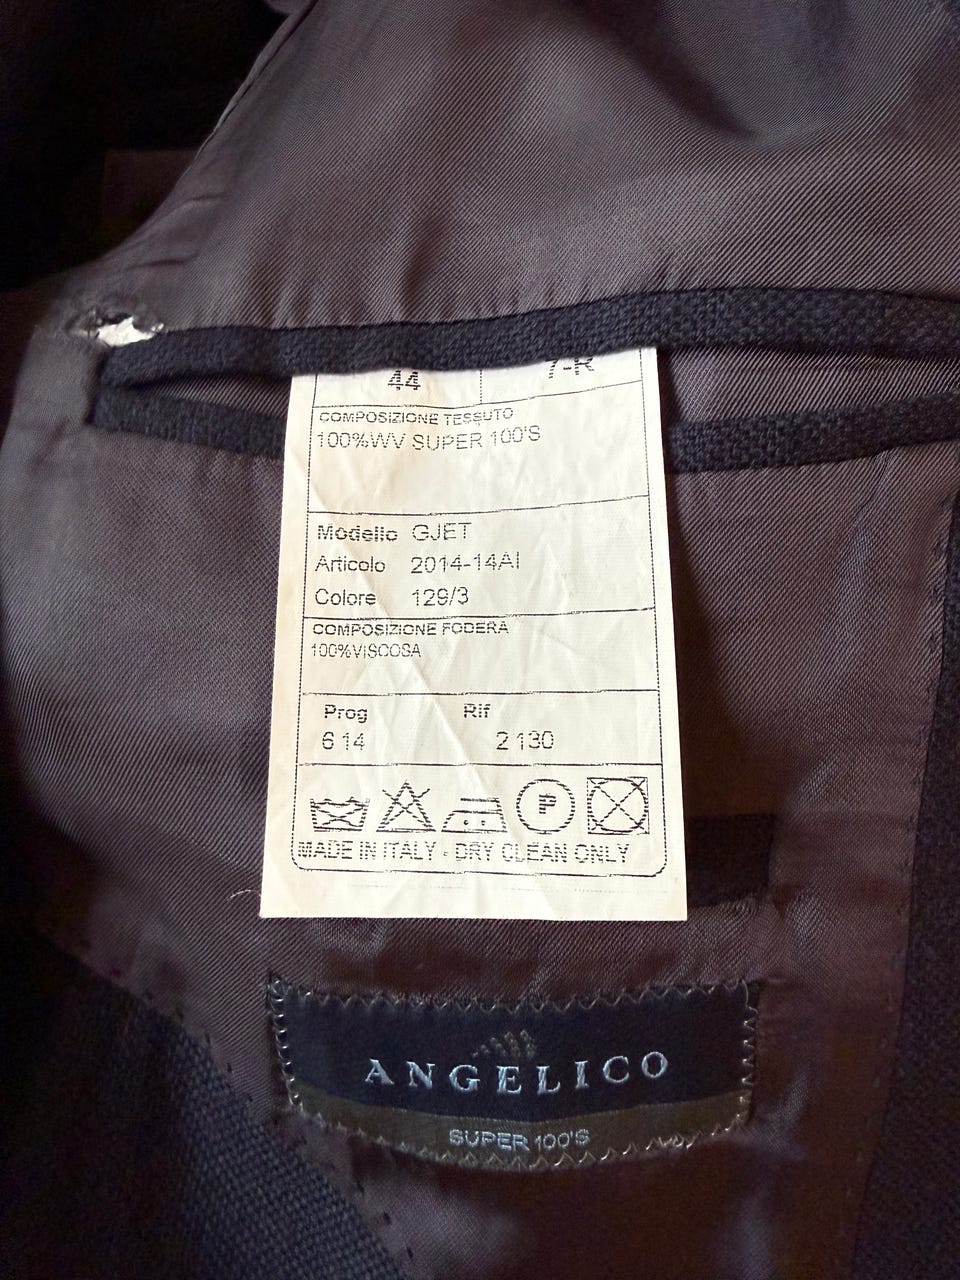 44 7-R
COMPOSIZIONE TESSUTO
100%WV SUPER 100'S
Modello GJET
Articolo 2014-14AI
Colore 129/3
COMPOSIZIONE FODERA
100%VISCOSA
Prog Rif
6 14 2 130
P
MADE IN ITALY - DRY CLEAN ONLY
ANGELICO
SUPER 100'S